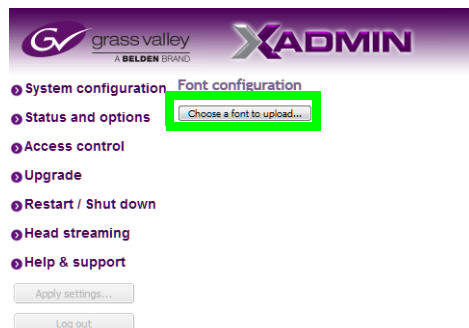 GV grass valley
A BELDEN BRAND
XADMIN
System configuration
Font configuration
Choose a font to upload...
Status and options
Access control
Upgrade
Restart / Shut down
Head streaming
Help & support
Apply settings...
Log out